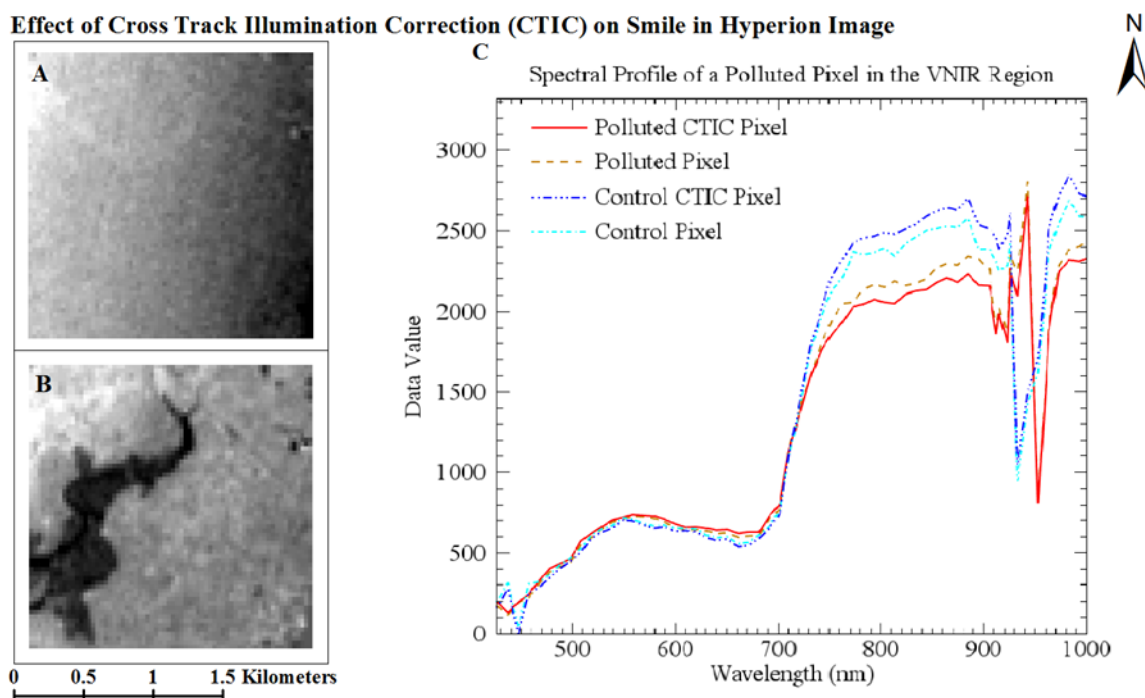 Effect of Cross Track Illumination Correction (CTIC) on Smile in Hyperion Image
N
A
C
Spectral Profile of a Polluted Pixel in the VNIR Region
Polluted CTIC Pixel
Polluted Pixel
Control CTIC Pixel
Control Pixel
3000
2500
2000
1500
1000
500
0
Data Value
500 600 700 800 900 1000
Wavelength (nm)
B
0 0.5 1 1.5 Kilometers